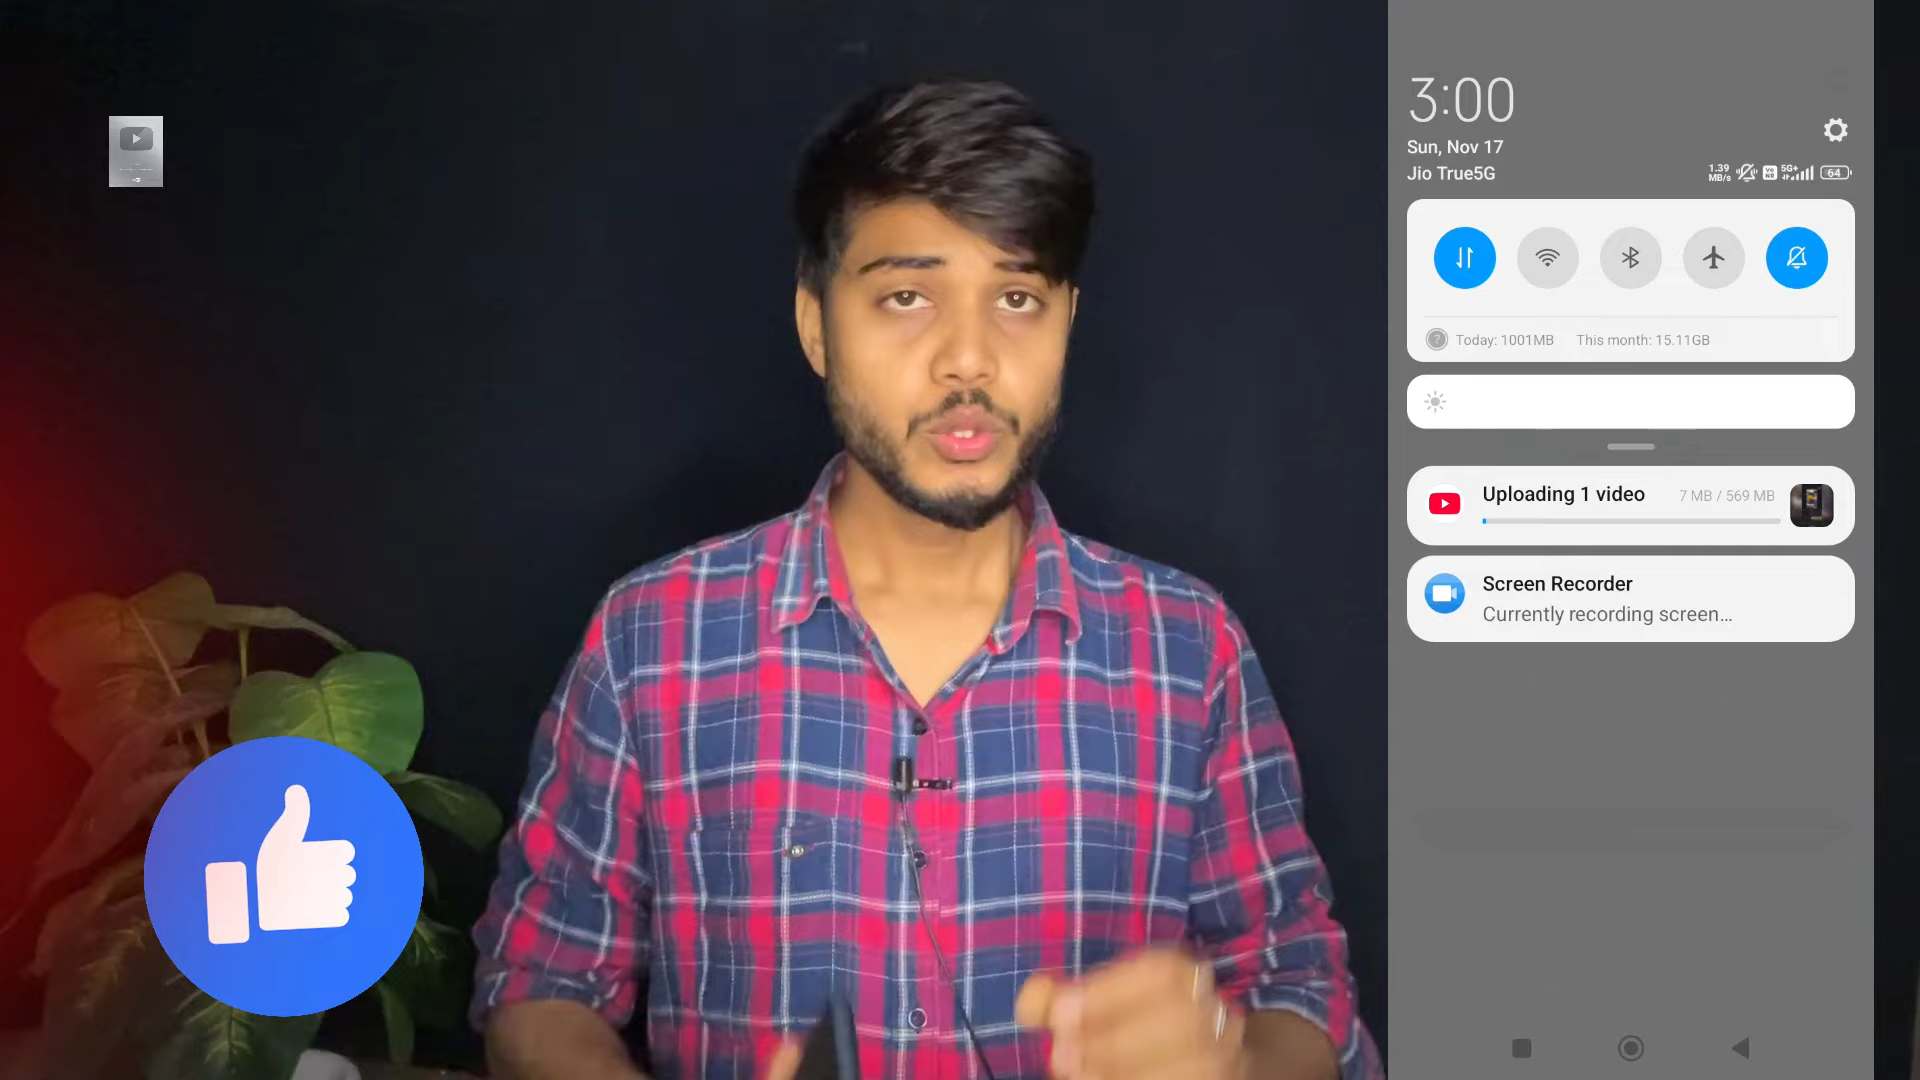 3:00
Sun, Nov 17
Jio True5G
1.39 MB/s
5G+
64
Today: 1001MB This month: 15.11GB
Uploading 1 video 7 MB / 569 MB
Screen Recorder
Currently recording screen...